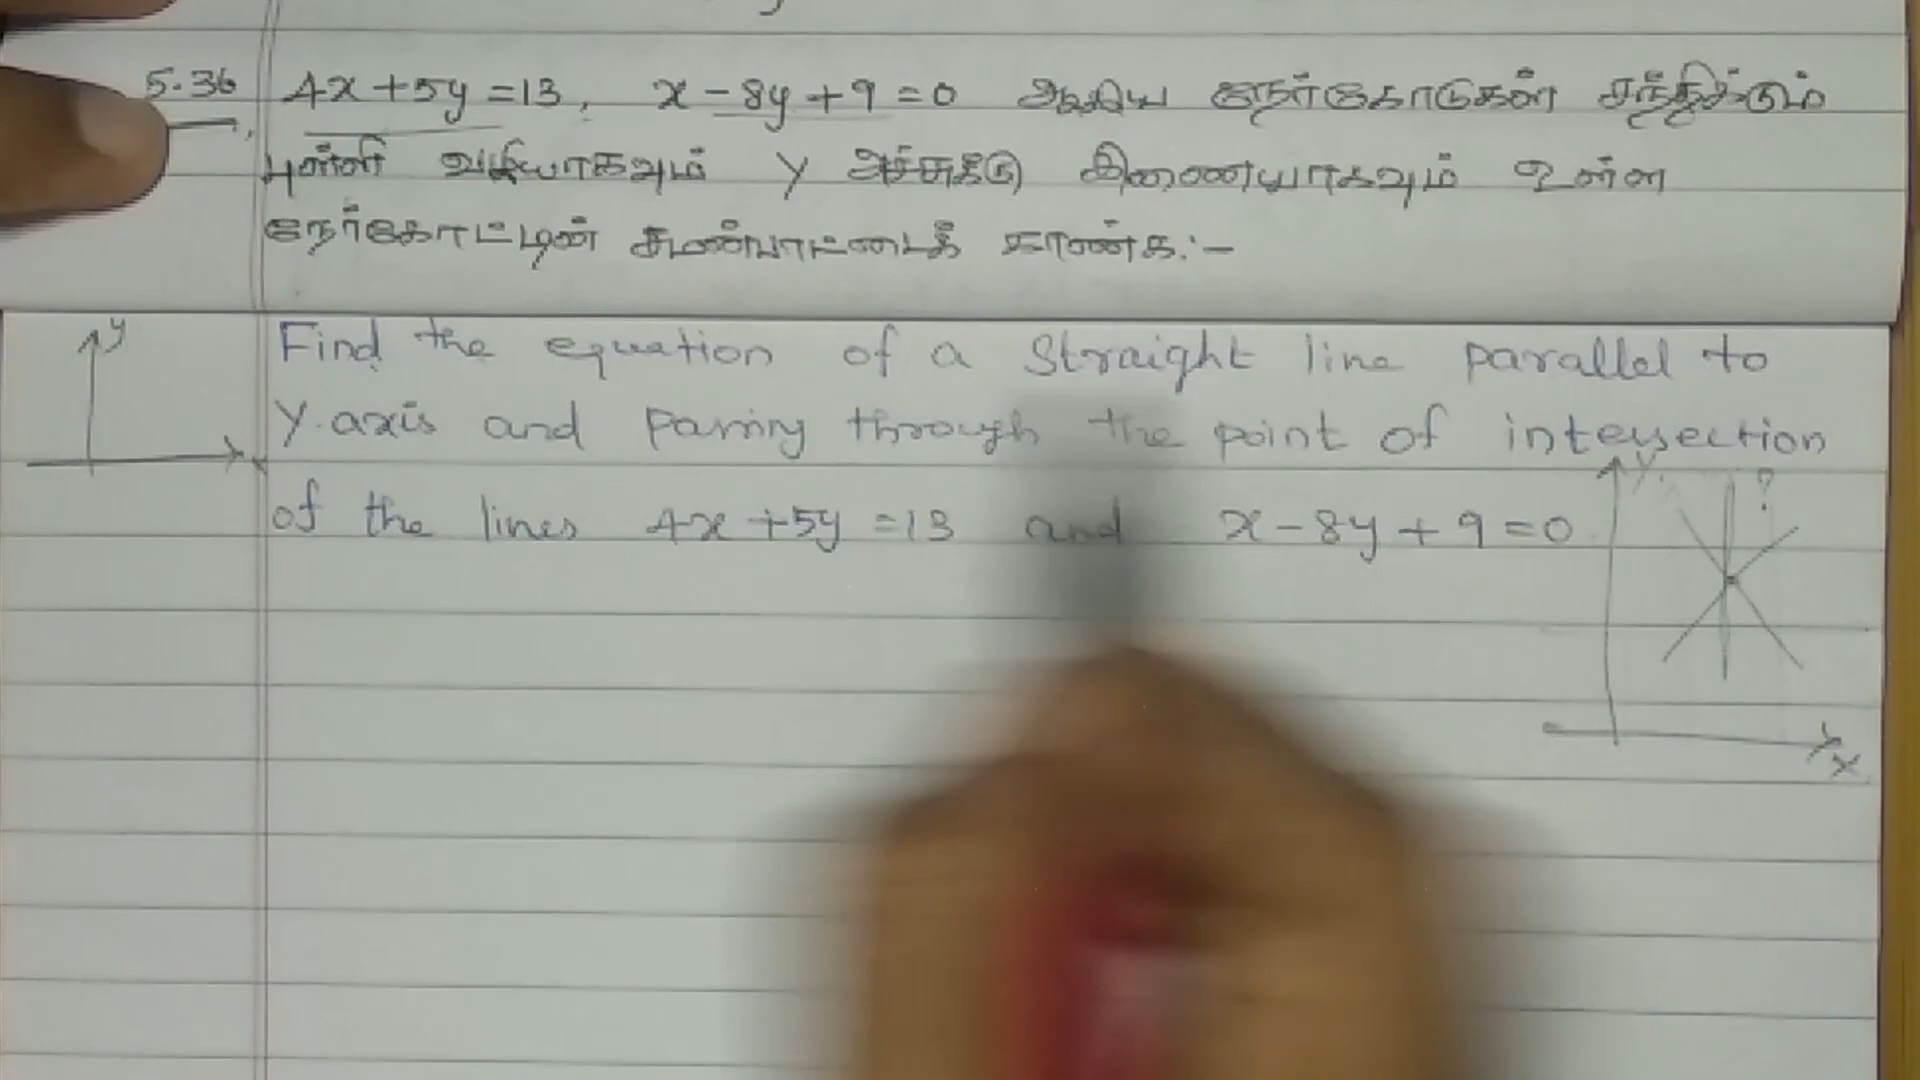 5.36 4x+5y=13, x-8y+9=0 ஆகிய நேர்கோடுகள் சந்திக்கும்
புள்ளி வழியாகவும் Y அச்சுக்கு இணையாகவும் உள்ள
நேர்கோட்டின் சமன்பாட்டைக் காண்க:-
y Find the equation of a straight line parallel to
Y.axis and passing through the point of intersection
of the lines 4x+5y=13 and x-8y+9=0
y ?
x